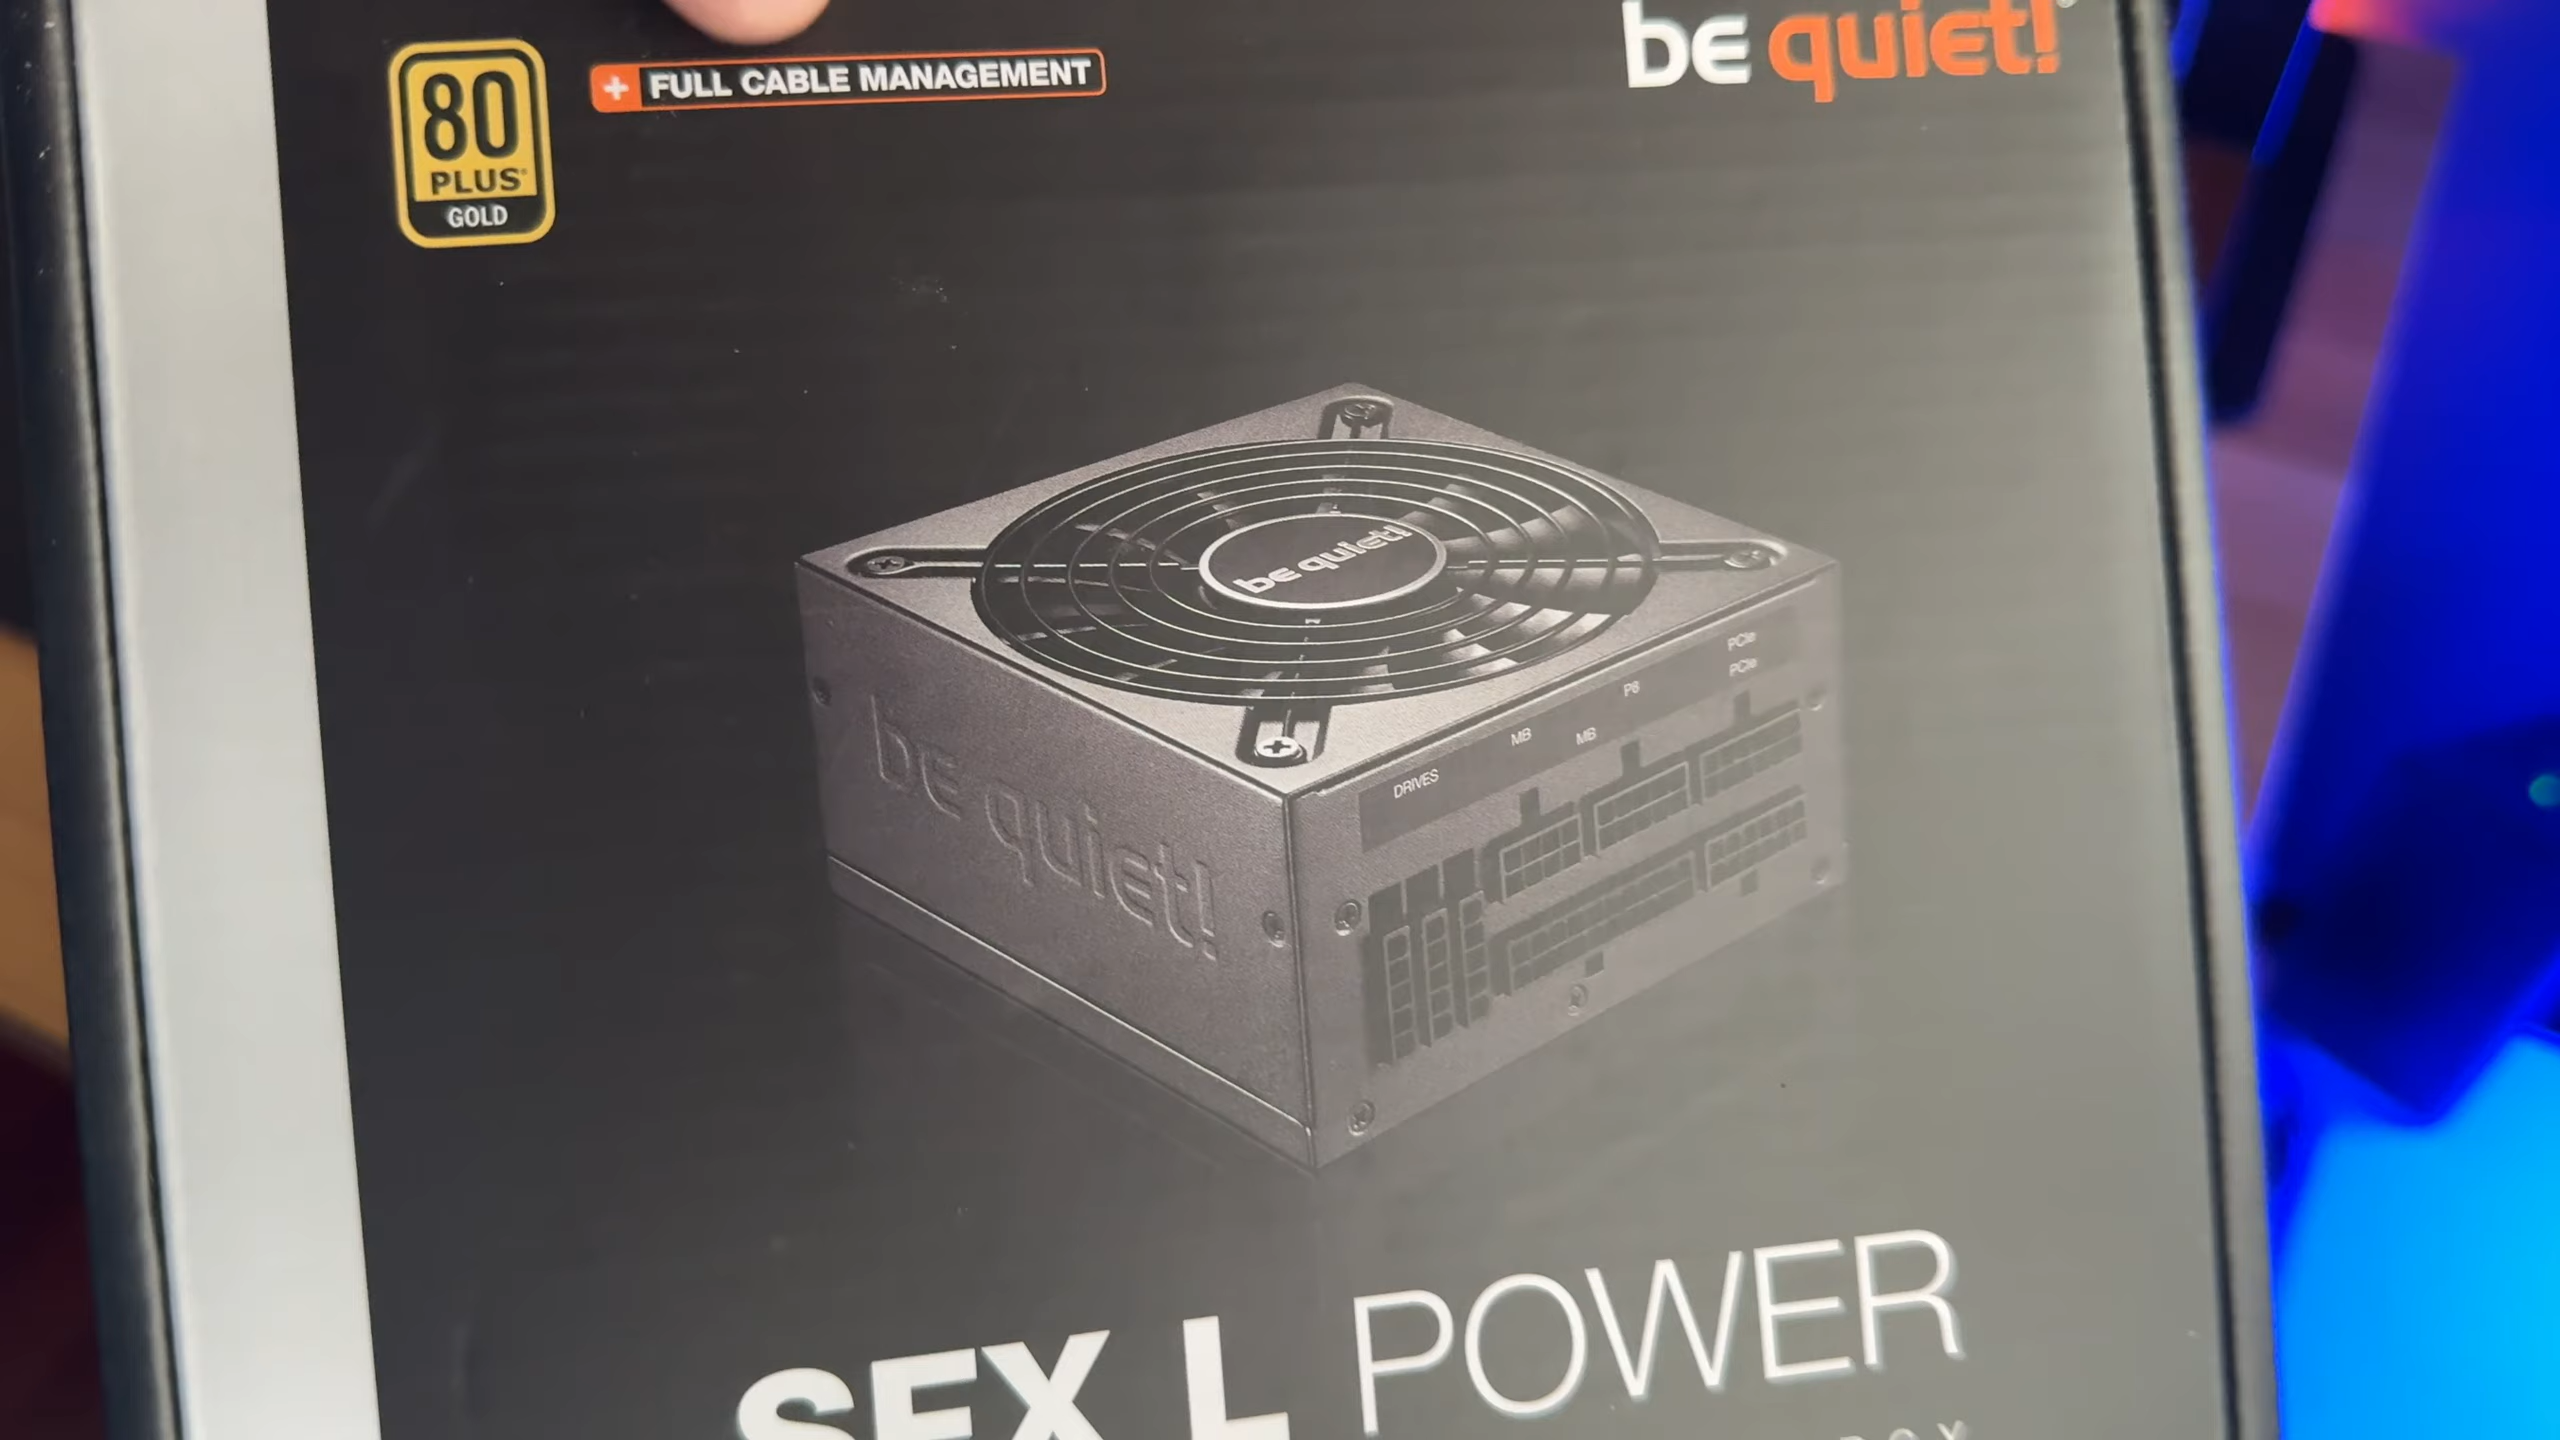 be quiet!
80
PLUS
GOLD
+ FULL CABLE MANAGEMENT
be quiet!
be quiet!
PCIe
PCIe
P8
MB
MB
DRIVES
SFX L POWER